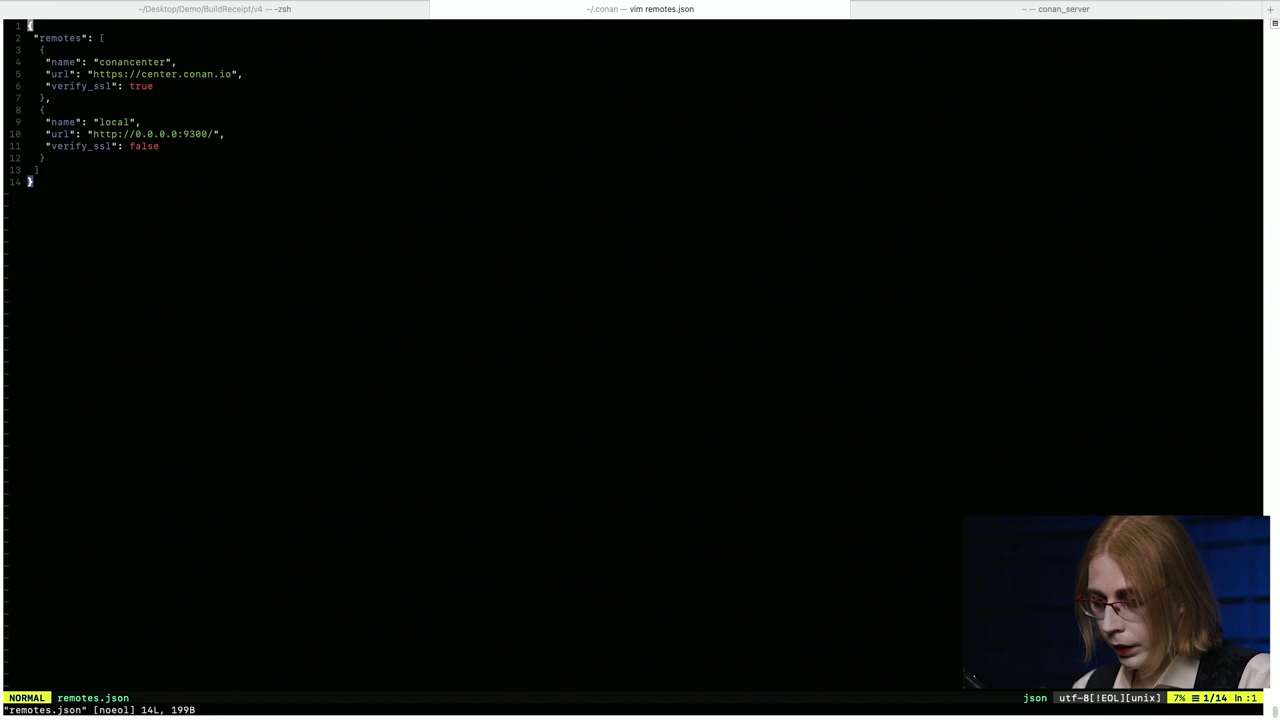 ~/Desktop/Demo/BuildReceipt/v4 — -zsh
~/.conan — vim remotes.json
~ — conan_server
+
1 {
2 "remotes": [
3 {
4 "name": "conancenter",
5 "url": "https://center.conan.io",
6 "verify_ssl": true
7 },
8 {
9 "name": "local",
10 "url": "http://0.0.0.0:9300/",
11 "verify_ssl": false
12 }
13 ]
14 }
NORMAL remotes.json json utf-8[!EOL][unix] 7% ☰ 1/14 ln :1
"remotes.json" [noeol] 14L, 199B